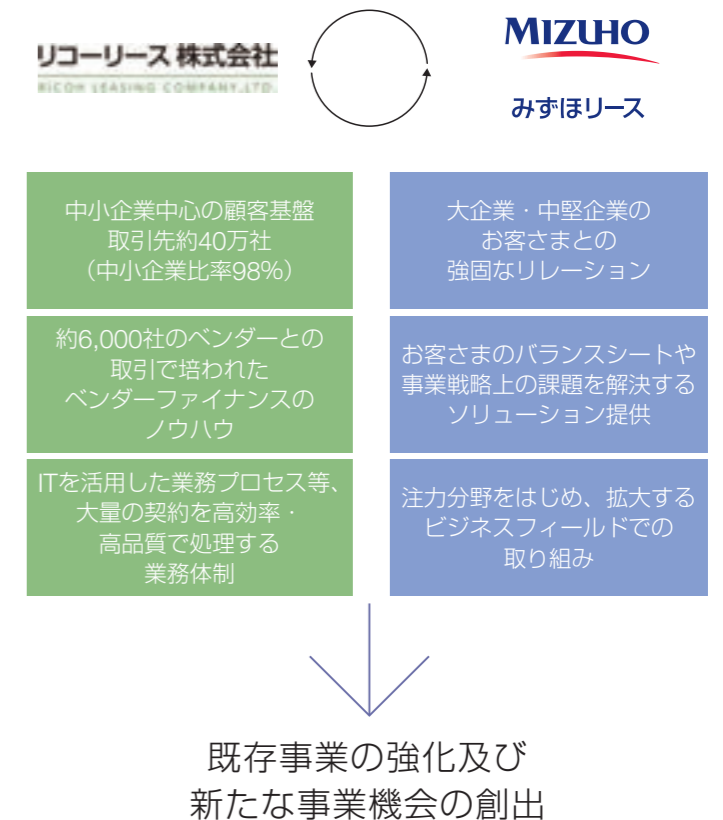 リコーリース 株式会社
RICOH LEASING COMPANY,LTD.
MIZUHO
みずほリース
中小企業中心の顧客基盤
取引先約40万社
（中小企業比率98%）
約6,000社のベンダーとの
取引で培われた
ベンダーファイナンスの
ノウハウ
ITを活用した業務プロセス等、
大量の契約を高効率・
高品質で処理する
業務体制
大企業・中堅企業の
お客さまとの
強固なリレーション
お客さまのバランスシートや
事業戦略上の課題を解決する
ソリューション提供
注力分野をはじめ、拡大する
ビジネスフィールドでの
取り組み
既存事業の強化及び
新たな事業機会の創出